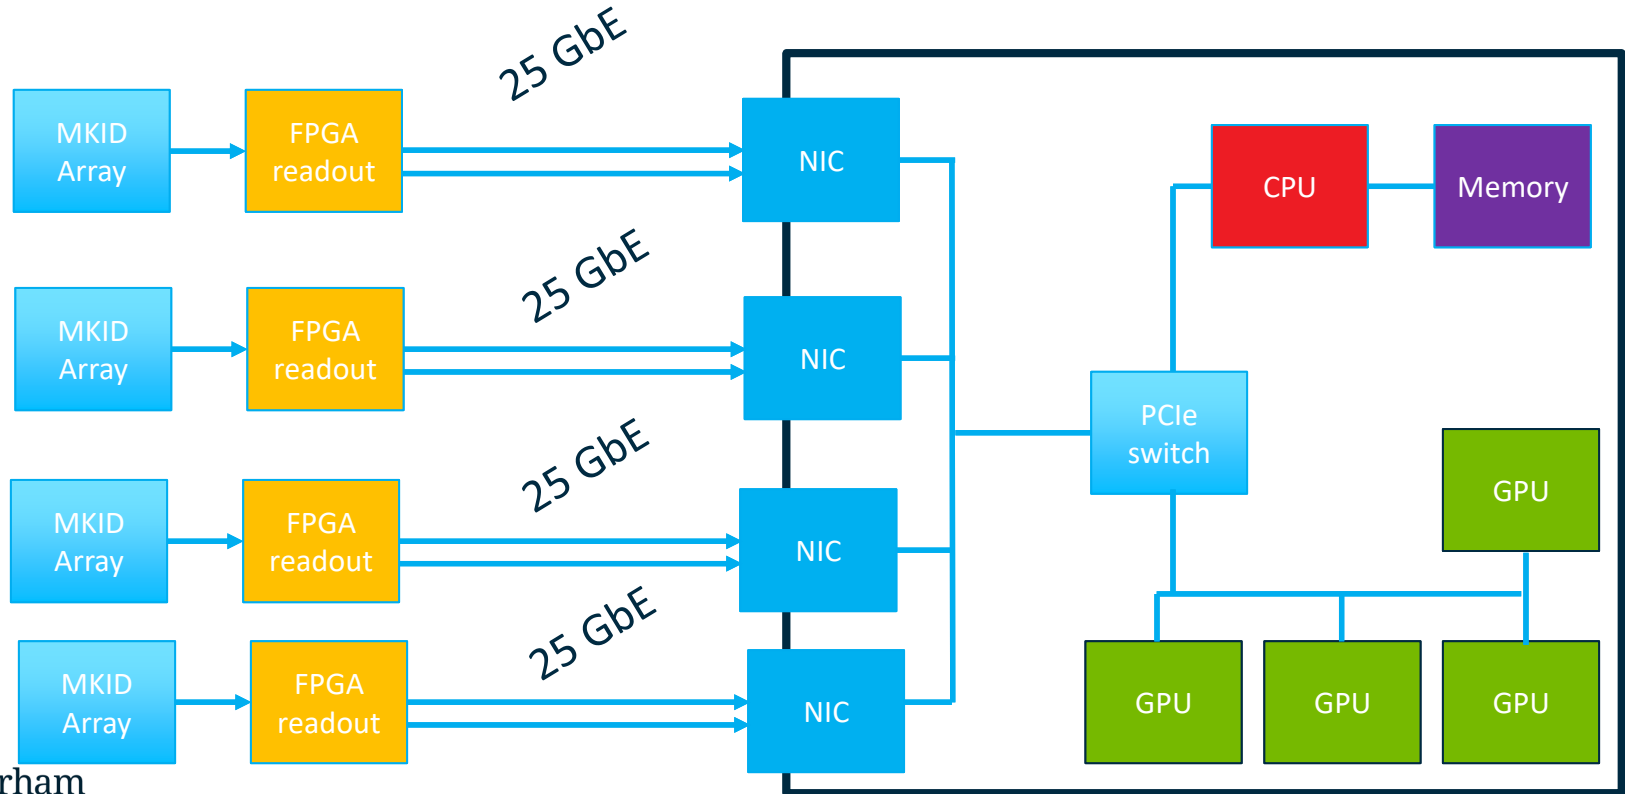 25 GbE
MKID
Array
FPGA
readout
NIC
CPU
Memory
25 GbE
MKID
Array
FPGA
readout
NIC
PCIe
switch
25 GbE
MKID
Array
FPGA
readout
NIC
GPU
25 GbE
MKID
Array
FPGA
readout
NIC
GPU
GPU
GPU
rham